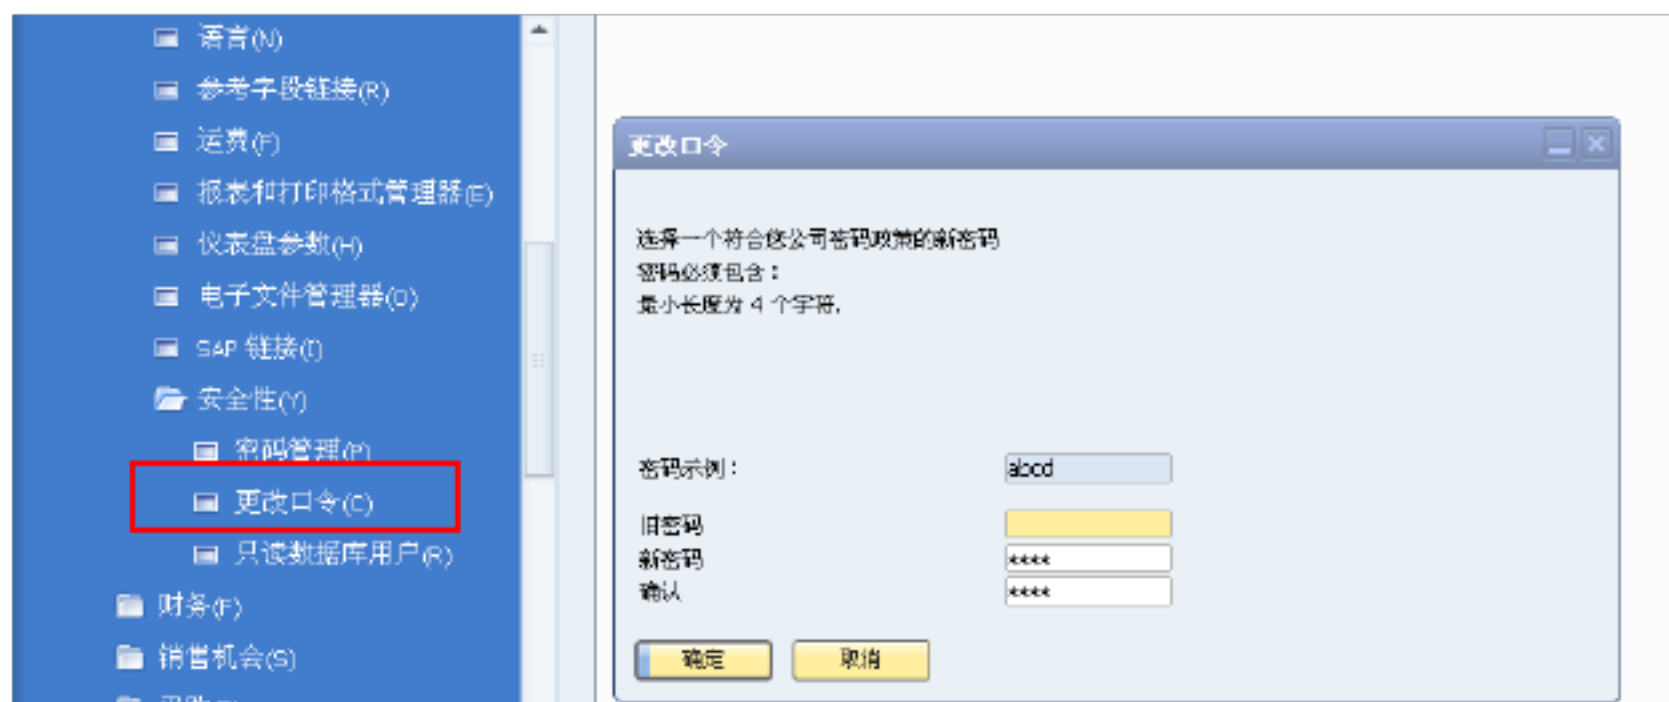 语言(N)
参考字段链接(R)
运费(F)
报表和打印格式管理器(E)
仪表盘参数(H)
电子文件管理器(O)
SAP 链接(I)
安全性(Y)
密码管理(P)
更改口令(C)
只读数据库用户(R)
财务(F)
销售机会(S)
更改口令
选择一个符合您公司密码政策的新密码
密码必须包含：
最小长度为 4 个字符.
密码示例： abcd
旧密码
新密码 ****
确认 ****
确定 取消